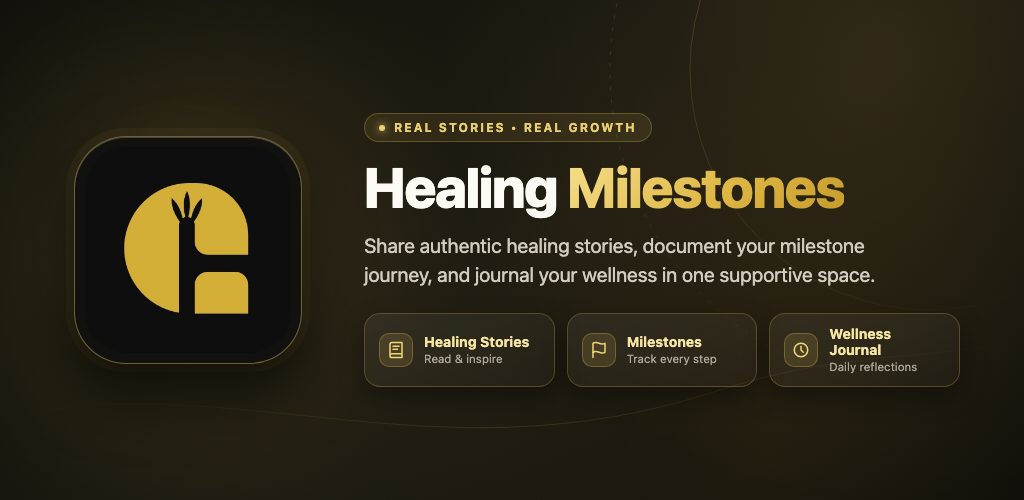 REAL STORIES • REAL GROWTH
Healing Milestones
Share authentic healing stories, document your milestone
journey, and journal your wellness in one supportive space.
Healing Stories
Read & inspire
Milestones
Track every step
Wellness
Journal
Daily reflections